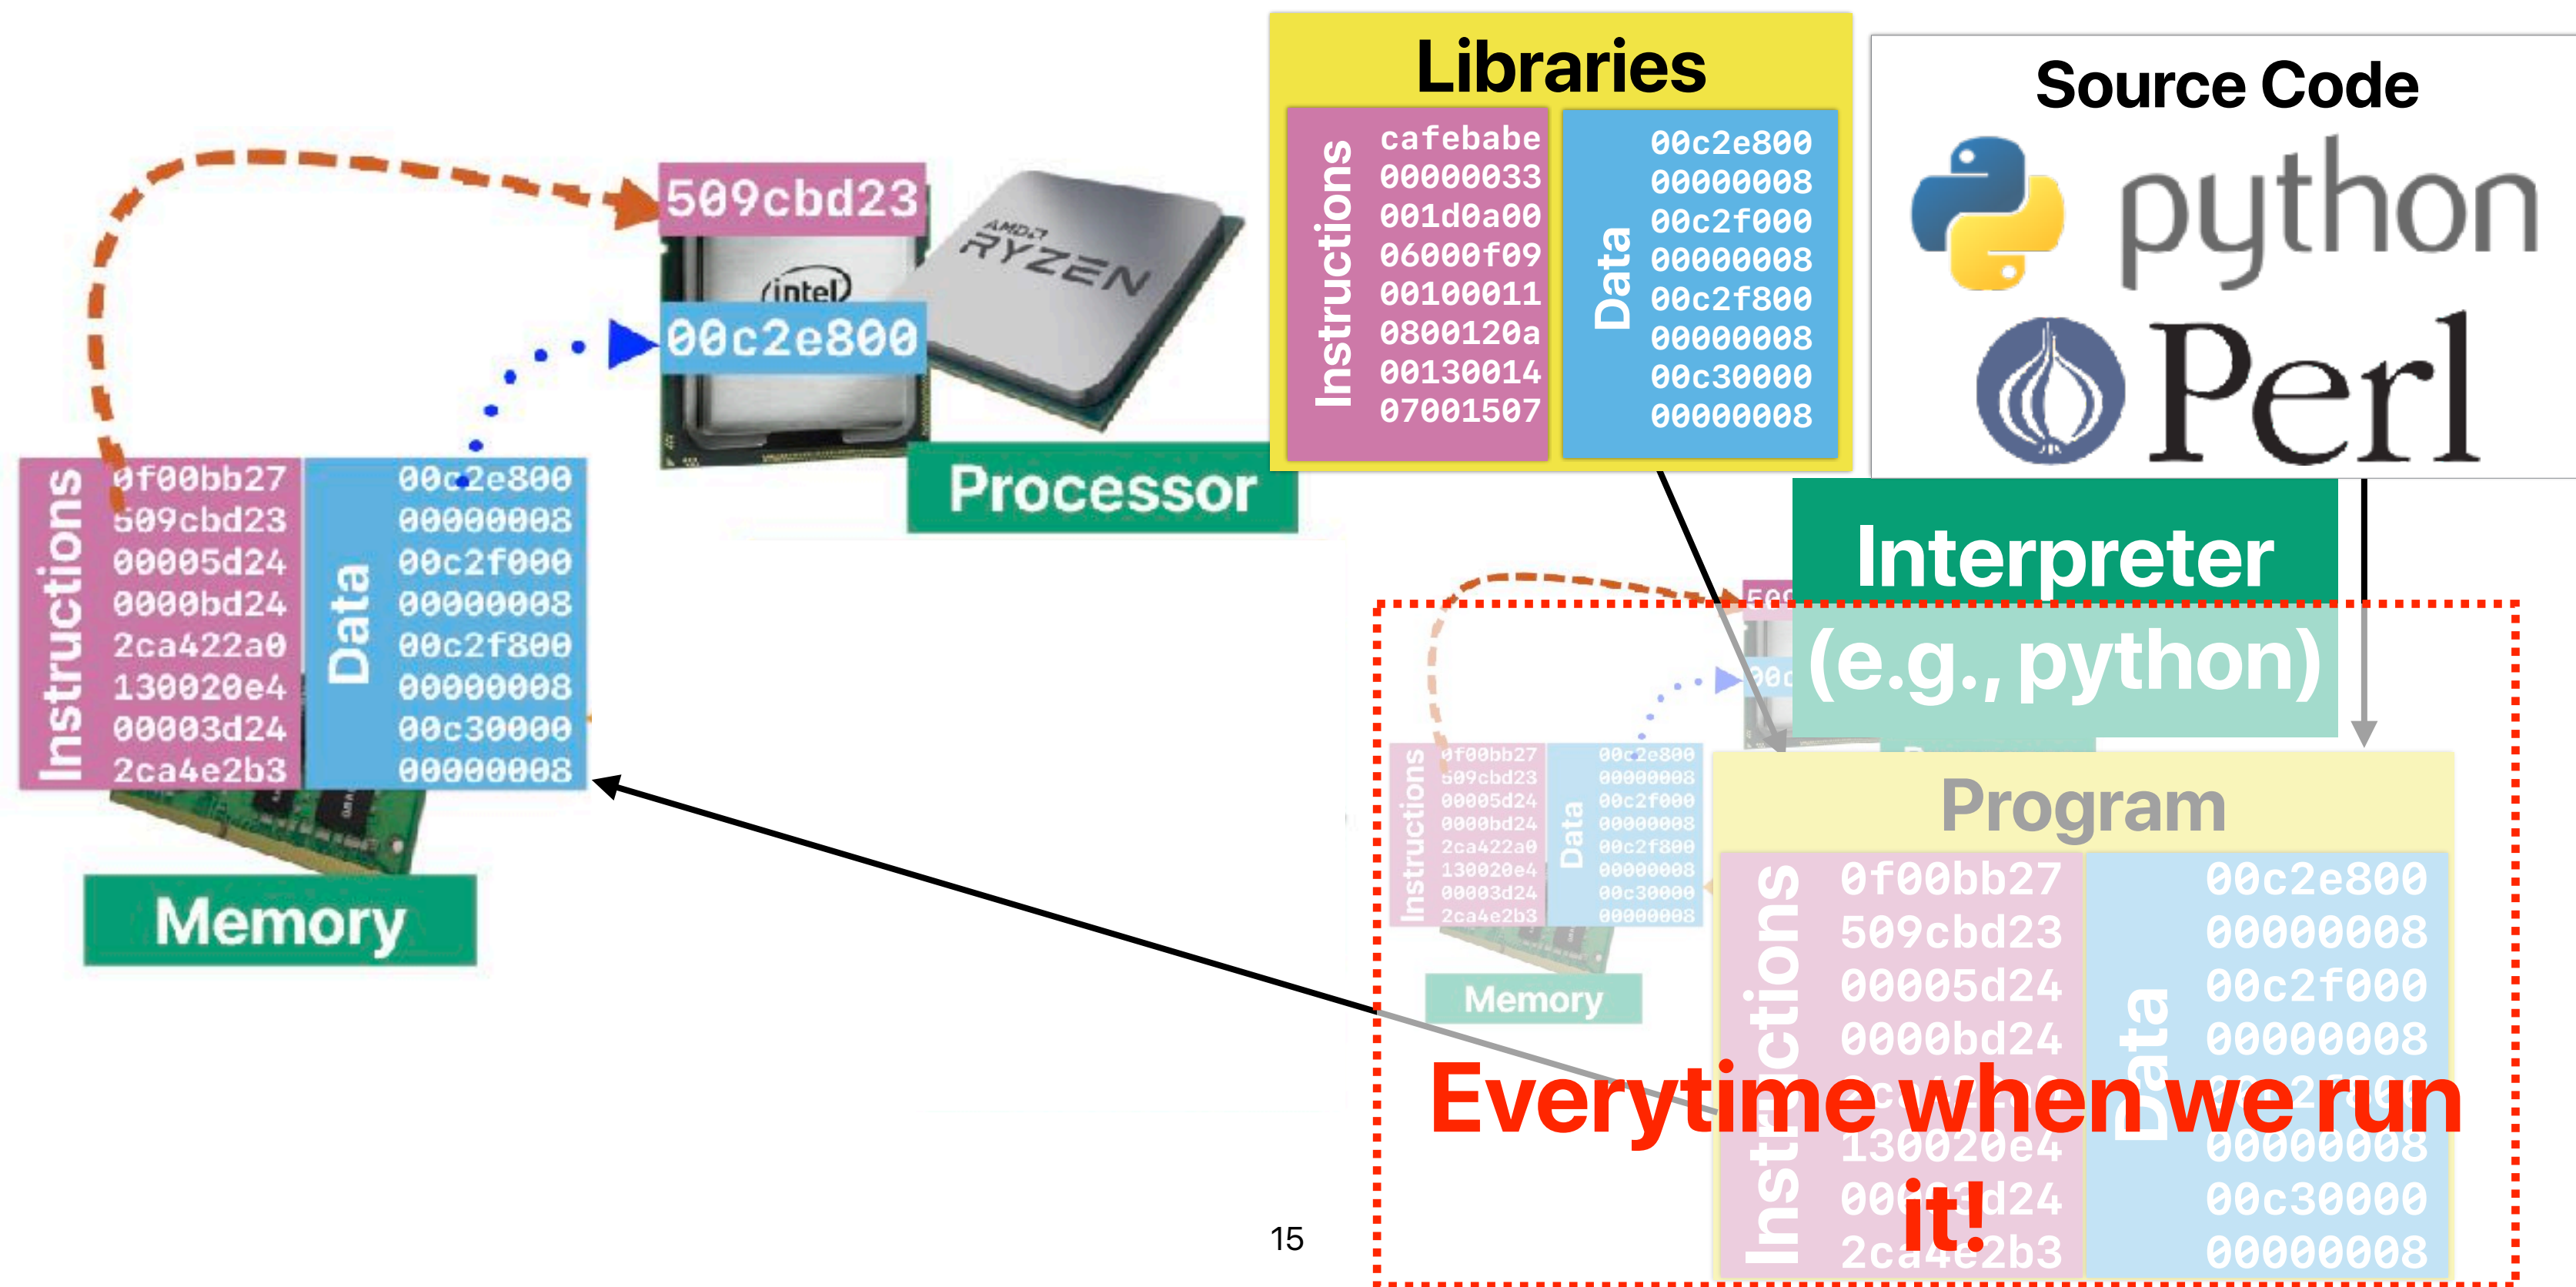 Libraries
Instructions
cafebabe
00000033
001d0a00
06000f09
00100011
0800120a
00130014
07001507
Data
00c2e800
00000008
00c2f000
00000008
00c2f800
00000008
00c30000
00000008
Source Code
python
Perl
509cbd23
intel
00c2e800
AMD
RYZEN
Processor
Instructions
0f00bb27
509cbd23
00005d24
0000bd24
2ca422a0
130020e4
00003d24
2ca4e2b3
Data
00c2e800
00000008
00c2f000
00000008
00c2f800
00000008
00c30000
00000008
Memory
Interpreter
(e.g., python)
Instructions
0f00bb27
509cbd23
00005d24
0000bd24
2ca422a0
130020e4
00003d24
2ca4e2b3
Data
00c2e800
00000008
00c2f000
00000008
00c2f800
00000008
00c30000
00000008
Memory
Program
Instructions
0f00bb27
509cbd23
00005d24
0000bd24
130020e4
2ca4e2b3
Data
00c2e800
00000008
00c2f000
00000008
00000008
00c30000
00000008
Everytime when we run
it!
15